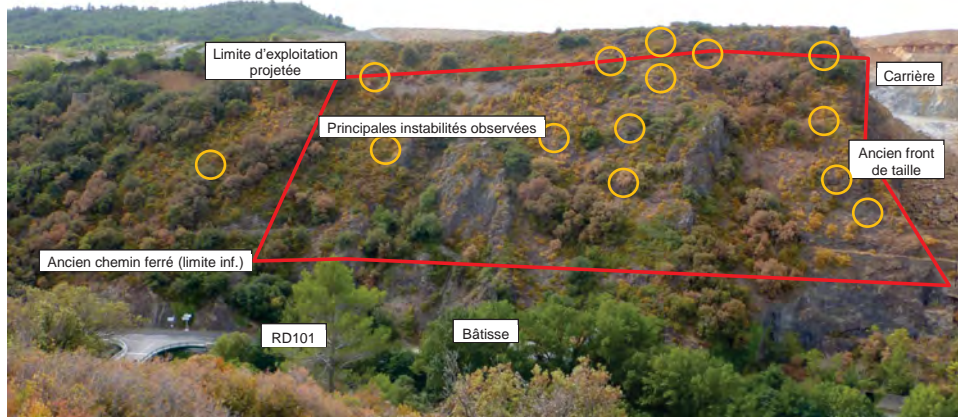 Limite d'exploitation
projetée
Carrière
Principales instabilités observées
Ancien front
de taille
Ancien chemin ferré (limite inf.)
RD101
Bâtisse